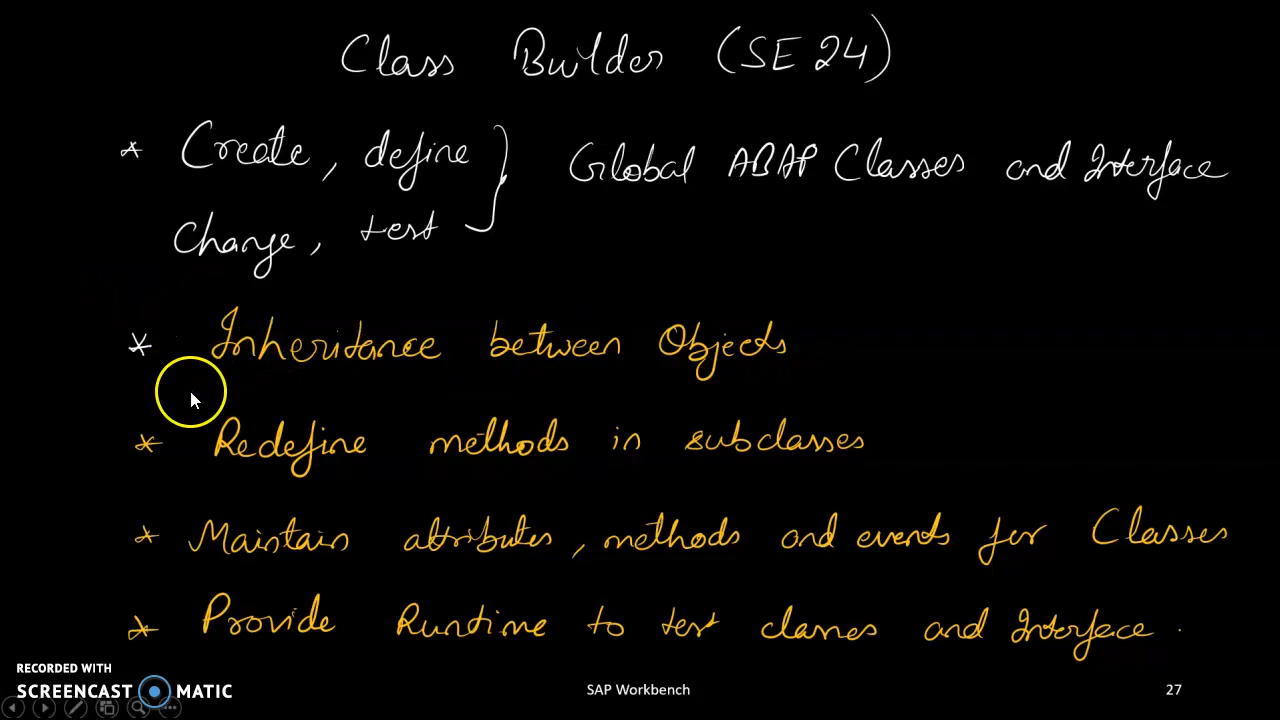 Class Builder (SE24)
* Create, define } Global ABAP Classes and Interface
Change, test
* Inheritance between Objects
* Redefine methods in subclasses
* Maintain attributes, methods and events for Classes
* Provide Runtime to test classes and Interface.
RECORDED WITH
SCREENCAST MATIC
SAP Workbench
27